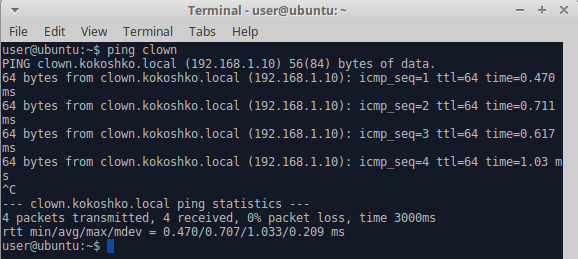 Terminal - user@ubuntu: ~
File Edit View Terminal Tabs Help
user@ubuntu:~$ ping clown
PING clown.kokoshko.local (192.168.1.10) 56(84) bytes of data.
64 bytes from clown.kokoshko.local (192.168.1.10): icmp_seq=1 ttl=64 time=0.470
ms
64 bytes from clown.kokoshko.local (192.168.1.10): icmp_seq=2 ttl=64 time=0.711
ms
64 bytes from clown.kokoshko.local (192.168.1.10): icmp_seq=3 ttl=64 time=0.617
ms
64 bytes from clown.kokoshko.local (192.168.1.10): icmp_seq=4 ttl=64 time=1.03 m
s
^C
--- clown.kokoshko.local ping statistics ---
4 packets transmitted, 4 received, 0% packet loss, time 3000ms
rtt min/avg/max/mdev = 0.470/0.707/1.033/0.209 ms
user@ubuntu:~$